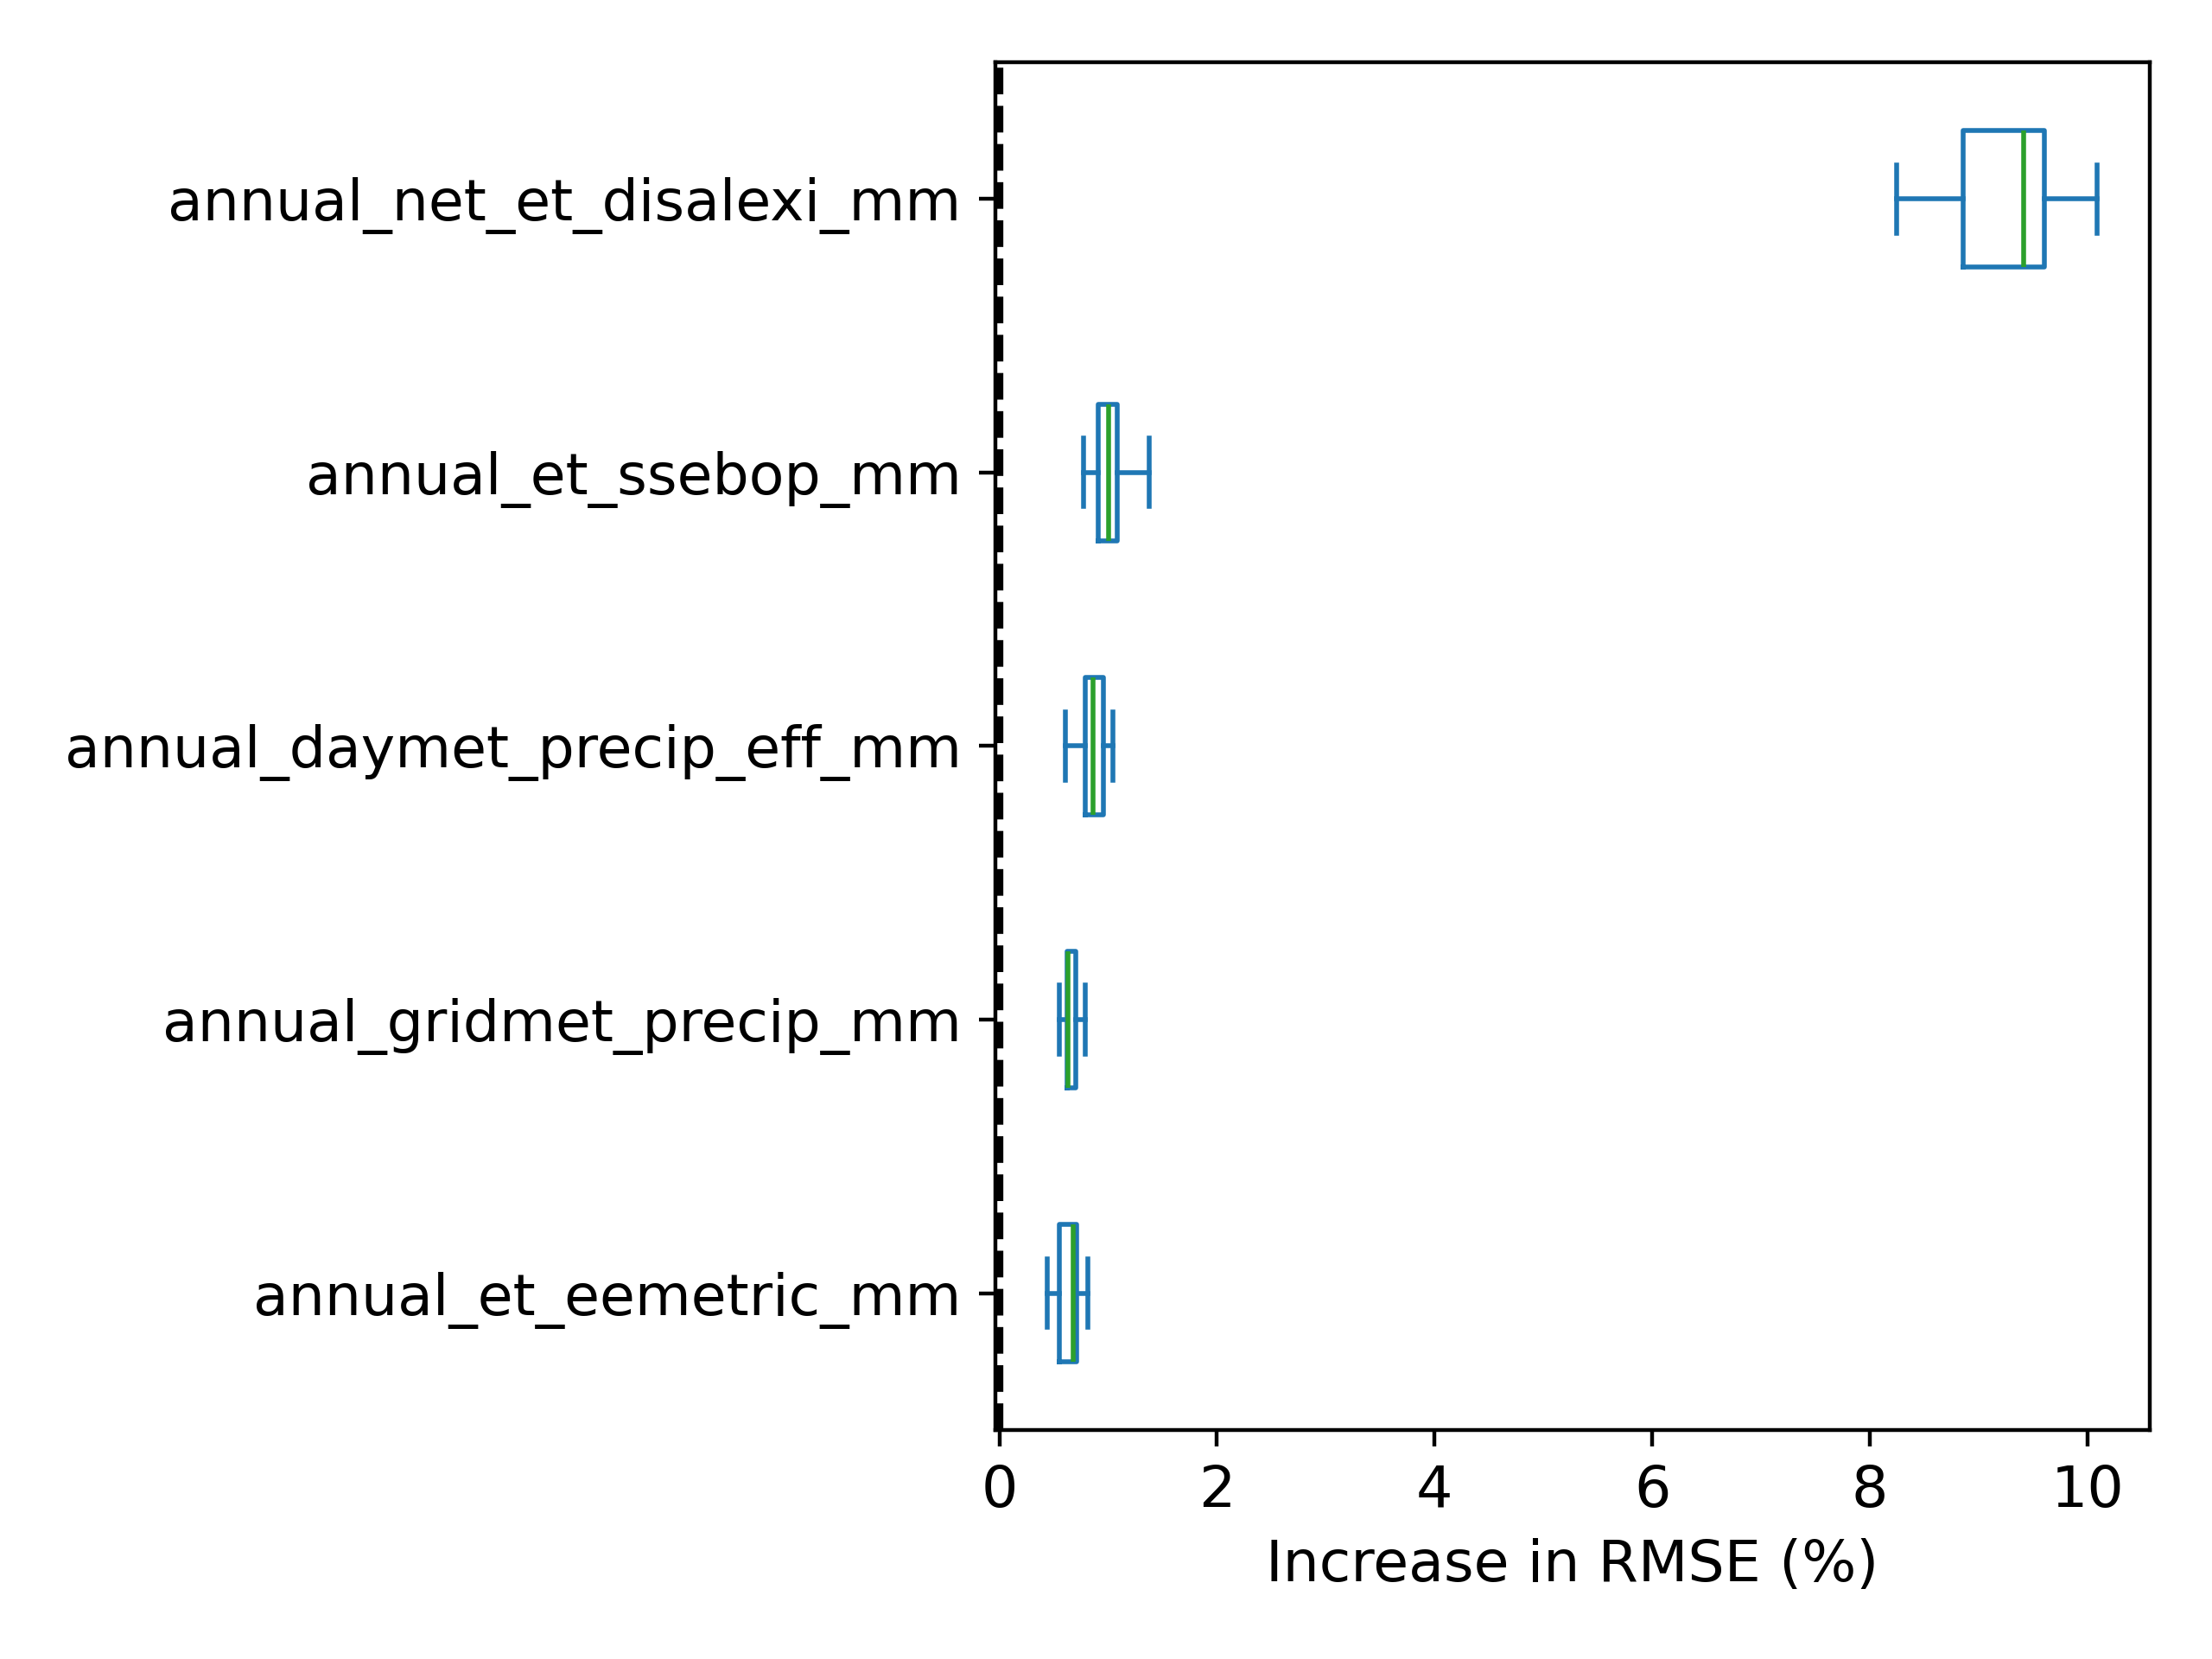 annual_net_et_disalexi_mm
annual_et_ssebop_mm
annual_daymet_precip_eff_mm
annual_gridmet_precip_mm
annual_et_eemetric_mm
0 2 4 6 8 10
Increase in RMSE (%)